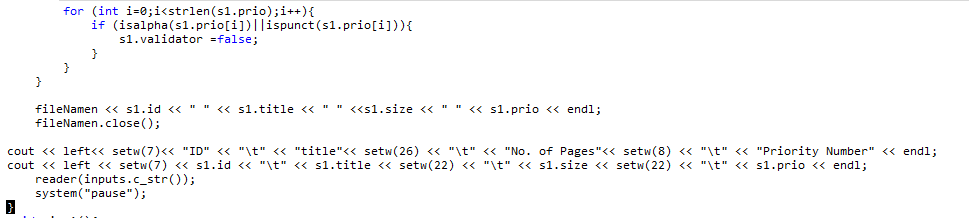 for (int i=0;i<strlen(s1.prio);i++){
if (isalpha(s1.prio[i])||ispunct(s1.prio[i])){
s1.validator =false;
}
}
}
fileNamen << s1.id << " " << s1.title << " " <<s1.size << " " << s1.prio << endl;
fileNamen.close();
cout << left<< setw(7)<< "ID" << "\t" << "title"<< setw(26) << "\t" << "No. of Pages"<< setw(8) << "\t" << "Priority Number" << endl;
cout << left << setw(7) << s1.id << "\t" << s1.title << setw(22) << "\t" << s1.size << setw(22) << "\t" << s1.prio << endl;
reader(inputs.c_str());
system("pause");
}